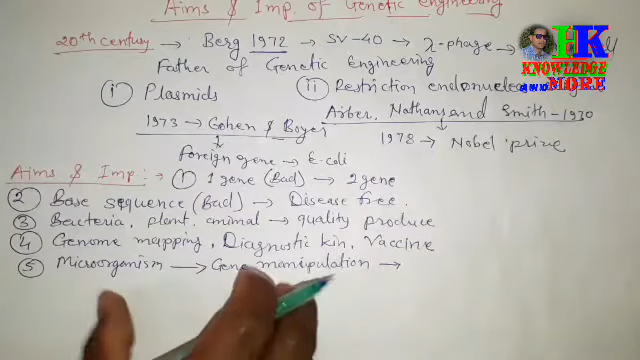 Aims & Imp. of Genetic engineering
20th century → Berg 1972 → SV-40 → λ-phage →
Father of Genetic Engineering
i Plasmids
ii Restriction endonuclea
1973 → Cohen & Boyer
Arber, Nathans and Smith - 1930
1978 → Nobel prize
Foreign gene → E-coli
Aims & Imp :→ 1 1 gene (Bad) → 2 gene
2 Base sequence (Bad) → Disease free.
3 Bacteria, plant, animal → quality produce
4 Genome mapping, Diagnostic kin, Vaccine
5 Microorganism → Gene manipulation →
HK
KNOWLEDGE
and
MORE